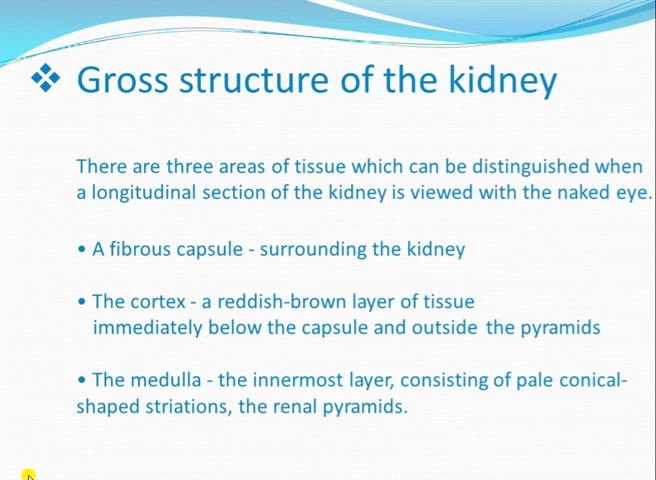 ❖ Gross structure of the kidney
There are three areas of tissue which can be distinguished when
a longitudinal section of the kidney is viewed with the naked eye.
• A fibrous capsule - surrounding the kidney
• The cortex - a reddish-brown layer of tissue
immediately below the capsule and outside the pyramids
• The medulla - the innermost layer, consisting of pale conical-
shaped striations, the renal pyramids.